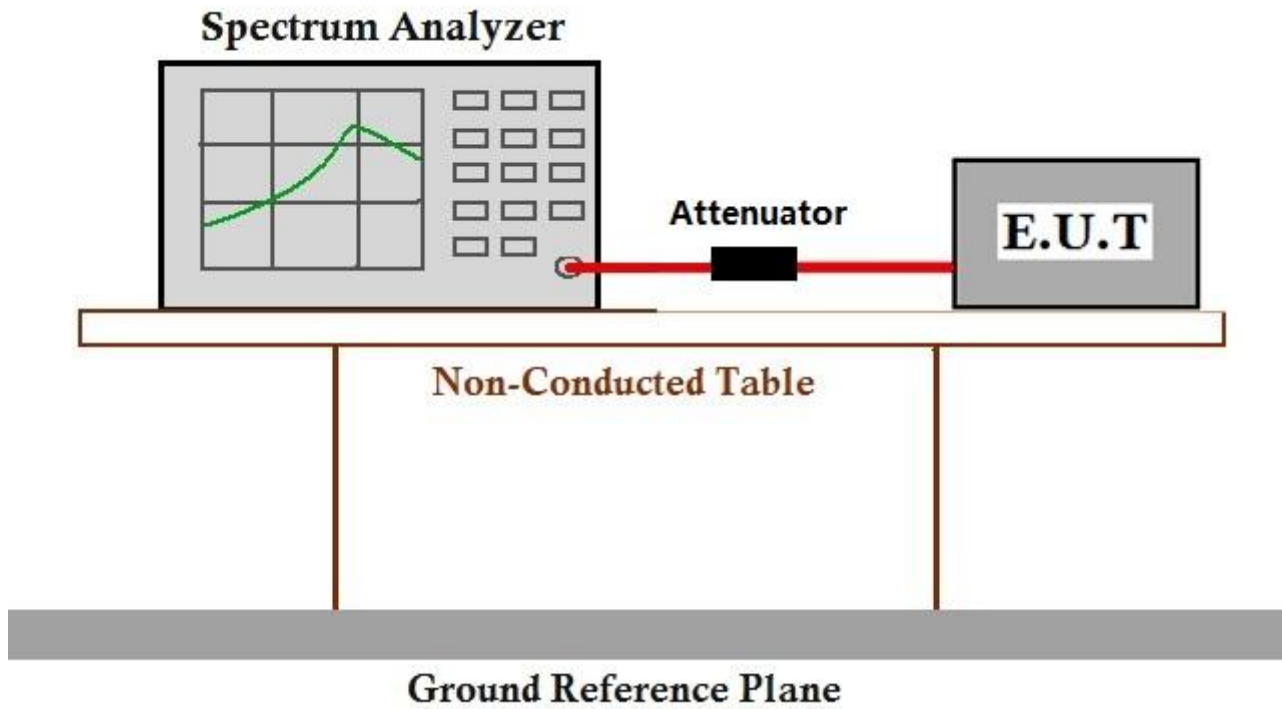 Spectrum Analyzer
Attenuator
E.U.T
Non-Conducted Table
Ground Reference Plane